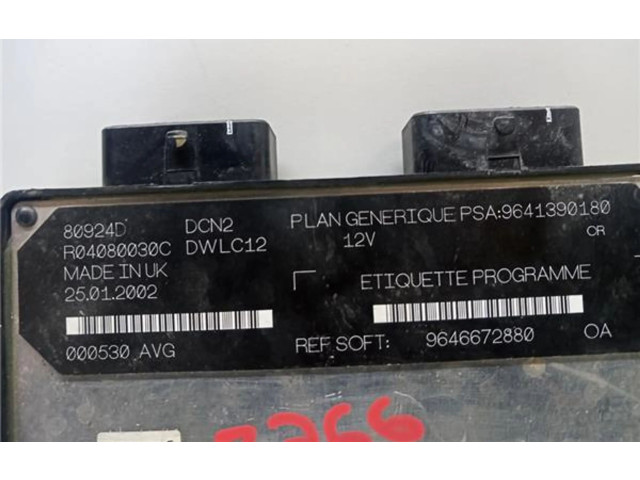 80924D DCN2 PLAN GENERIQUE PSA:9641390180
R04080030C DWLC12 12V CR
MADE IN UK
25.01.2002 ETIQUETTE PROGRAMME
000530 AVG REF SOFT: 9646672880 0A